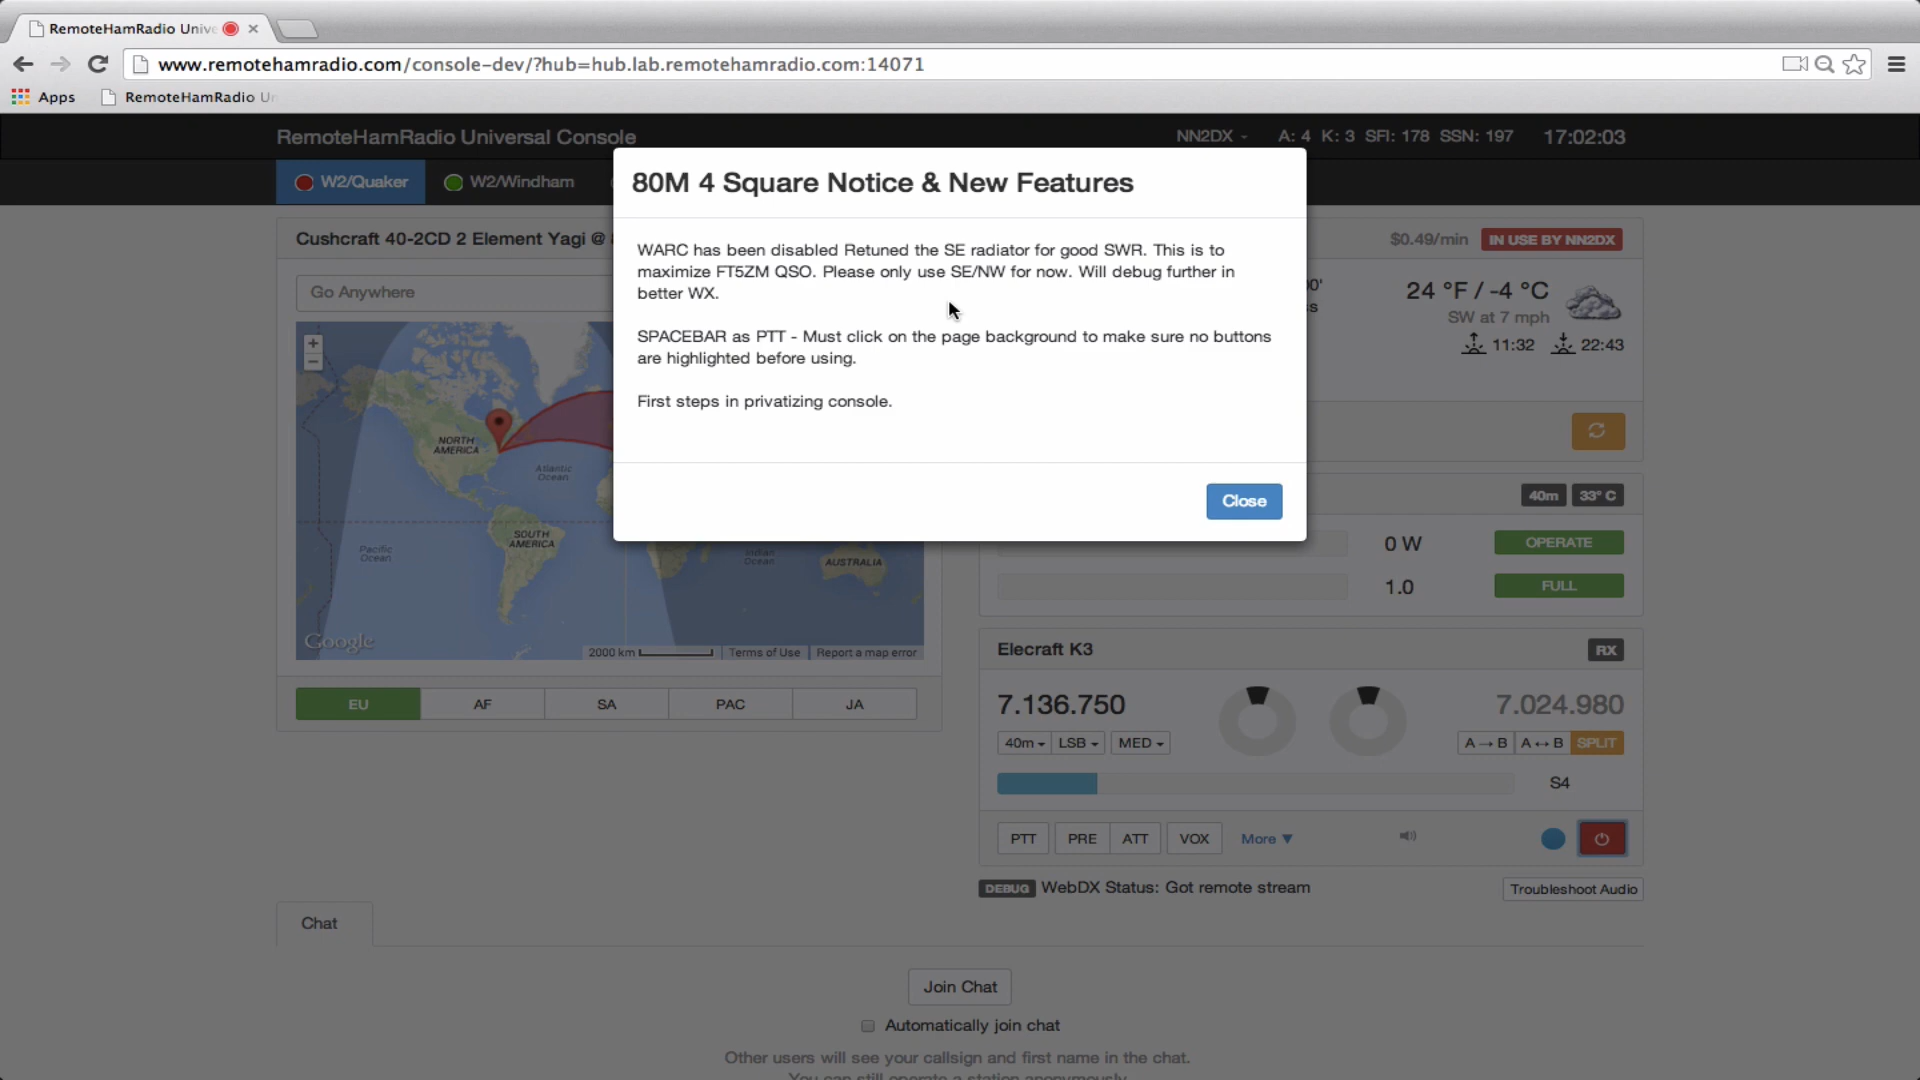 RemoteHamRadio Unive
www.remotehamradio.com/console-dev/?hub=hub.lab.remotehamradio.com:14071
Apps RemoteHamRadio Un
RemoteHamRadio Universal Console
NN2DX A: 4 K: 3 SFI: 178 SSN: 197 17:02:03
W2/Quaker W2/Windham
80M 4 Square Notice & New Features
WARC has been disabled Retuned the SE radiator for good SWR. This is to
maximize FT5ZM QSO. Please only use SE/NW for now. Will debug further in
better WX.
SPACEBAR as PTT - Must click on the page background to make sure no buttons
are highlighted before using.
First steps in privatizing console.
Close
Cushcraft 40-2CD 2 Element Yagi @
Go Anywhere
+
−
NORTH
AMERICA
Atlantic
Ocean
SOUTH
AMERICA
Pacific
Ocean
Indian
Ocean
AUSTRALIA
Google
2000 km Terms of Use Report a map error
EU AF SA PAC JA
$0.49/min IN USE BY NN2DX
24 °F / -4 °C
SW at 7 mph
11:32 22:43
40m 33° C
0 W OPERATE
1.0 FULL
Elecraft K3 RX
7.136.750 7.024.980
40m LSB MED A→B A↔B SPLIT
S4
PTT PRE ATT VOX More ▼
DEBUG WebDX Status: Got remote stream Troubleshoot Audio
Chat
Join Chat
Automatically join chat
Other users will see your callsign and first name in the chat.
You can still operate a station anonymously.